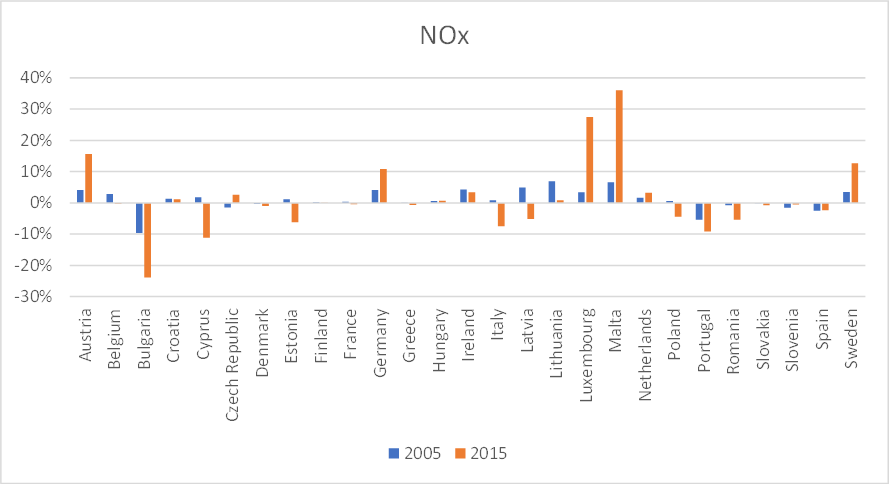 NOx
40%
30%
20%
10%
0%
-10%
-20%
-30%
Austria
Belgium
Bulgaria
Croatia
Cyprus
Czech Republic
Denmark
Estonia
Finland
France
Germany
Greece
Hungary
Ireland
Italy
Latvia
Lithuania
Luxembourg
Malta
Netherlands
Poland
Portugal
Romania
Slovakia
Slovenia
Spain
Sweden
2005 2015